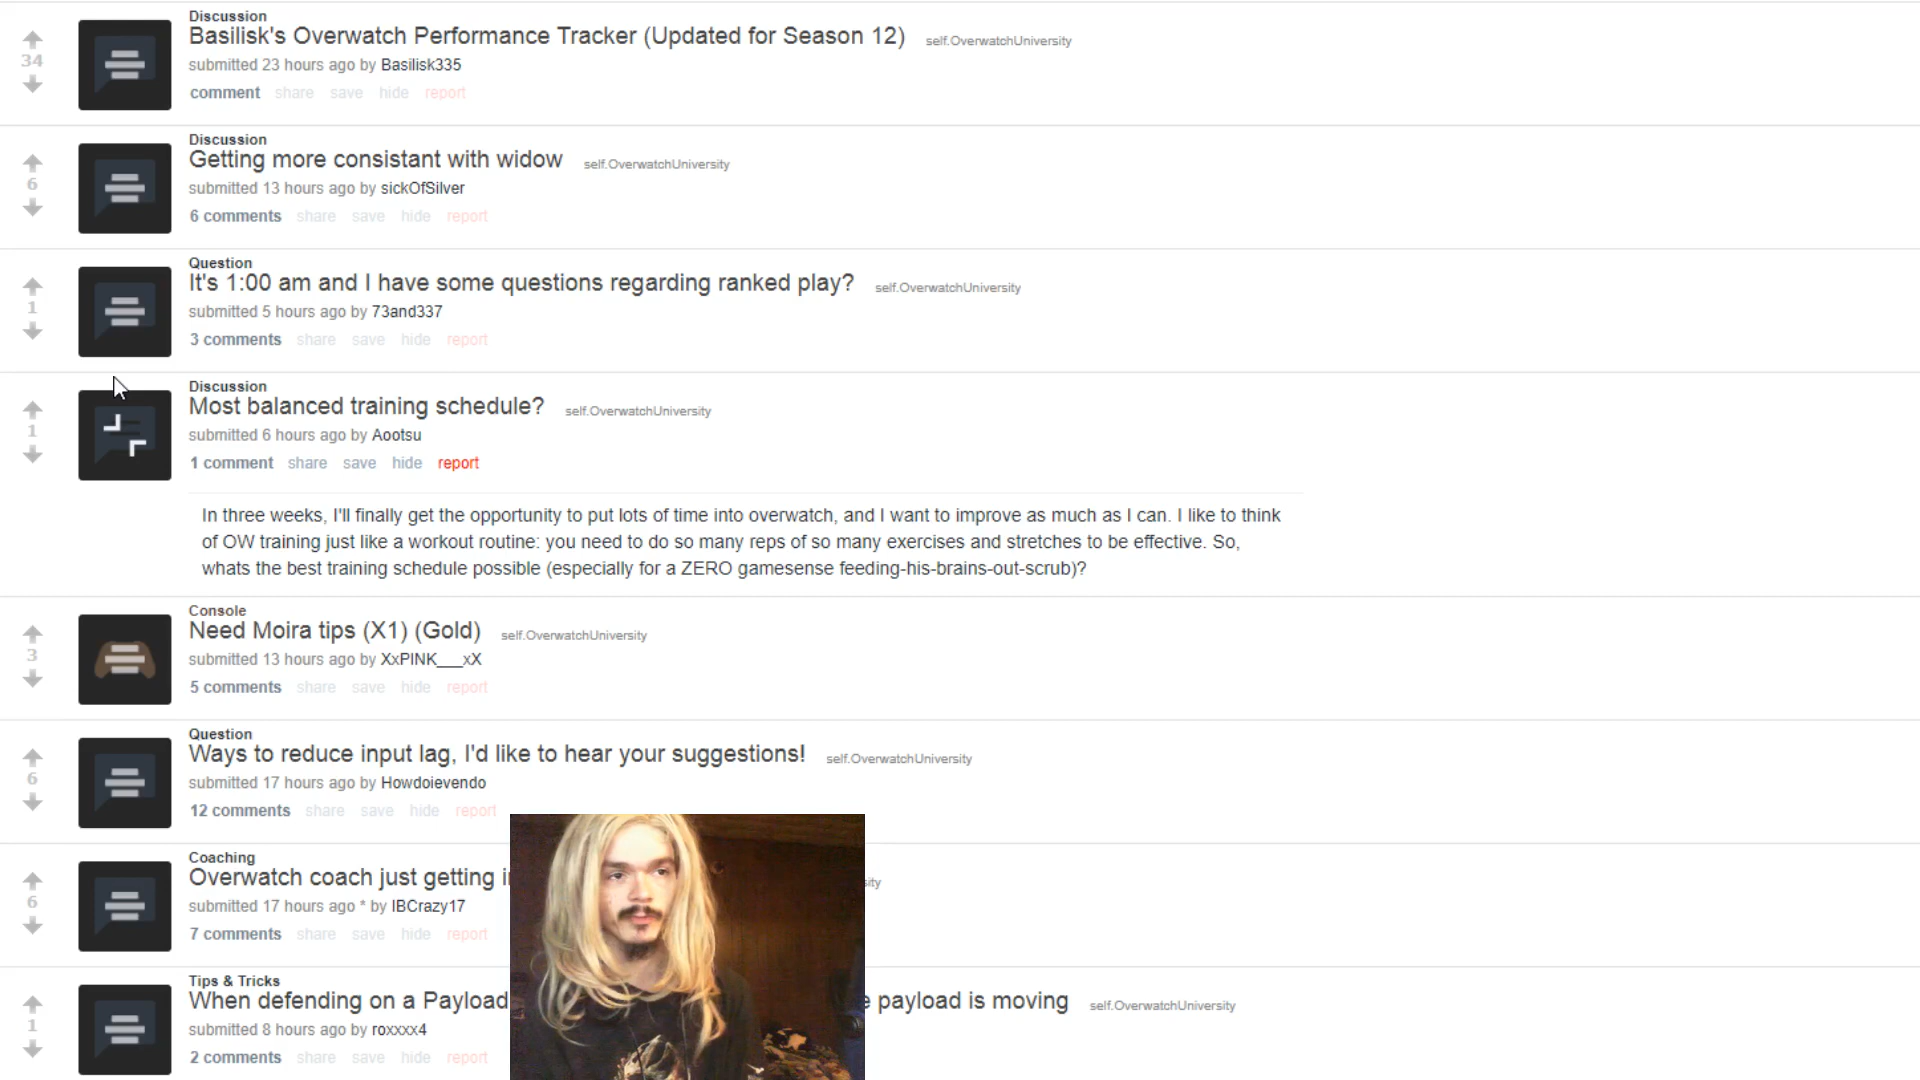 Discussion
Basilisk's Overwatch Performance Tracker (Updated for Season 12) self.OverwatchUniversity
34
submitted 23 hours ago by Basilisk335
comment share save hide report
Discussion
Getting more consistant with widow self.OverwatchUniversity
6
submitted 13 hours ago by sickOfSilver
6 comments share save hide report
Question
It's 1:00 am and I have some questions regarding ranked play? self.OverwatchUniversity
1
submitted 5 hours ago by 73and337
3 comments share save hide report
Discussion
Most balanced training schedule? self.OverwatchUniversity
1
submitted 6 hours ago by Aootsu
1 comment share save hide report
In three weeks, I'll finally get the opportunity to put lots of time into overwatch, and I want to improve as much as I can. I like to think
of OW training just like a workout routine: you need to do so many reps of so many exercises and stretches to be effective. So,
whats the best training schedule possible (especially for a ZERO gamesense feeding-his-brains-out-scrub)?
Console
Need Moira tips (X1) (Gold) self.OverwatchUniversity
3
submitted 13 hours ago by XxPINK___xX
5 comments share save hide report
Question
Ways to reduce input lag, I'd like to hear your suggestions! self.OverwatchUniversity
6
submitted 17 hours ago by Howdoievendo
12 comments share save hide report
Coaching
Overwatch coach just getting
6
submitted 17 hours ago * by IBCrazy17
7 comments share save hide report
Tips & Tricks
When defending on a Payload payload is moving self.OverwatchUniversity
1
submitted 8 hours ago by roxxxx4
2 comments share save hide report